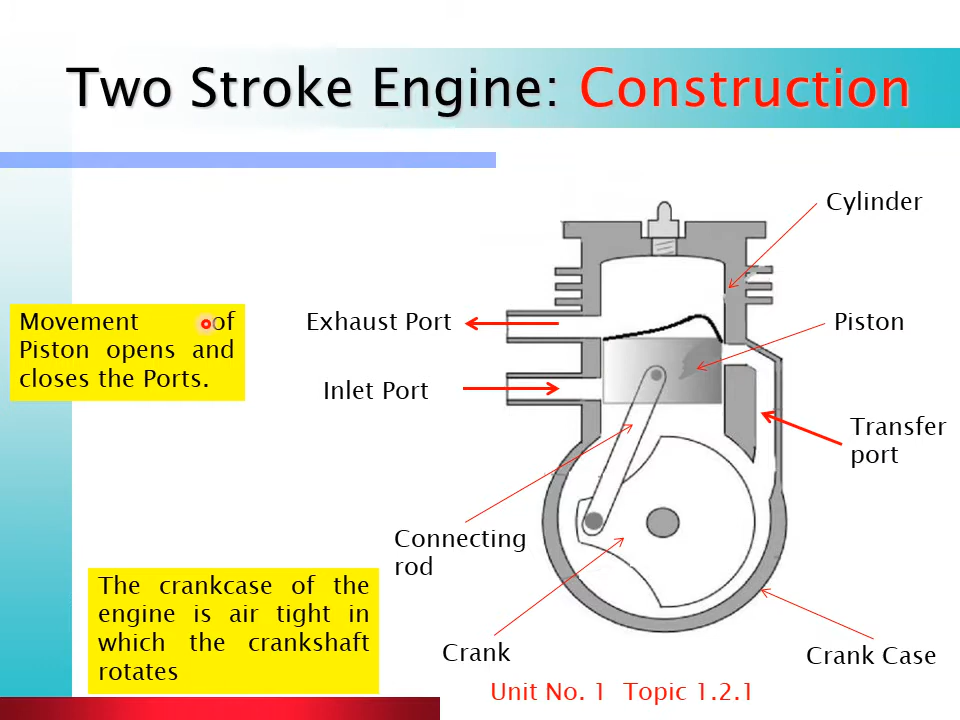 Two Stroke Engine: Construction
Cylinder
Movement of
Piston opens and
closes the Ports.
Exhaust Port
Piston
Inlet Port
Transfer
port
Connecting
rod
The crankcase of the
engine is air tight in
which the crankshaft
rotates
Crank
Crank Case
Unit No. 1 Topic 1.2.1